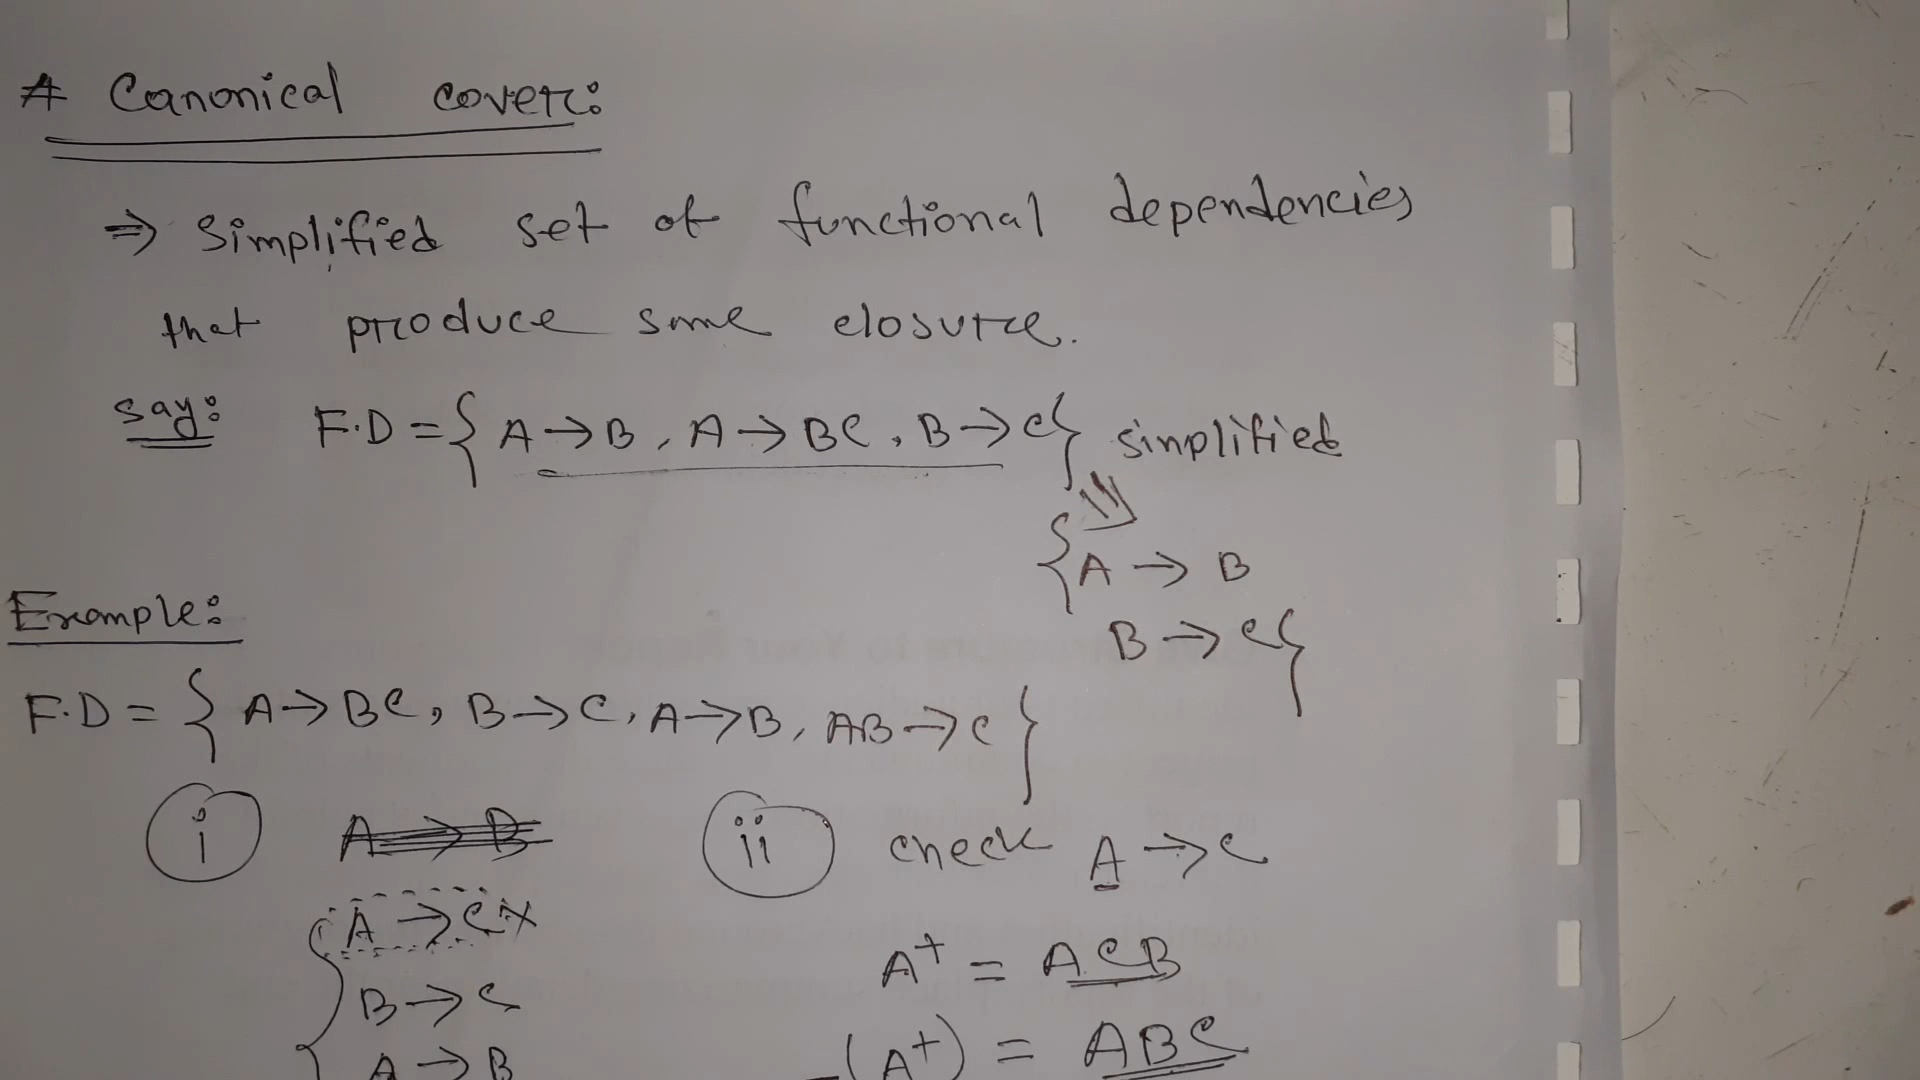 * Canonical cover:
⇒ Simplified set of functional dependencies
that produce same closure.
say: F.D = { A → B, A → BC, B → C } simplified
⇓
{ A → B
B → C }
Example:
F.D = { A → BC, B → C, A → B, AB → C }
i A → B
ii check A → C
{ A → C ×
B → C
A → B
A+ = ACB
(A+) = ABC